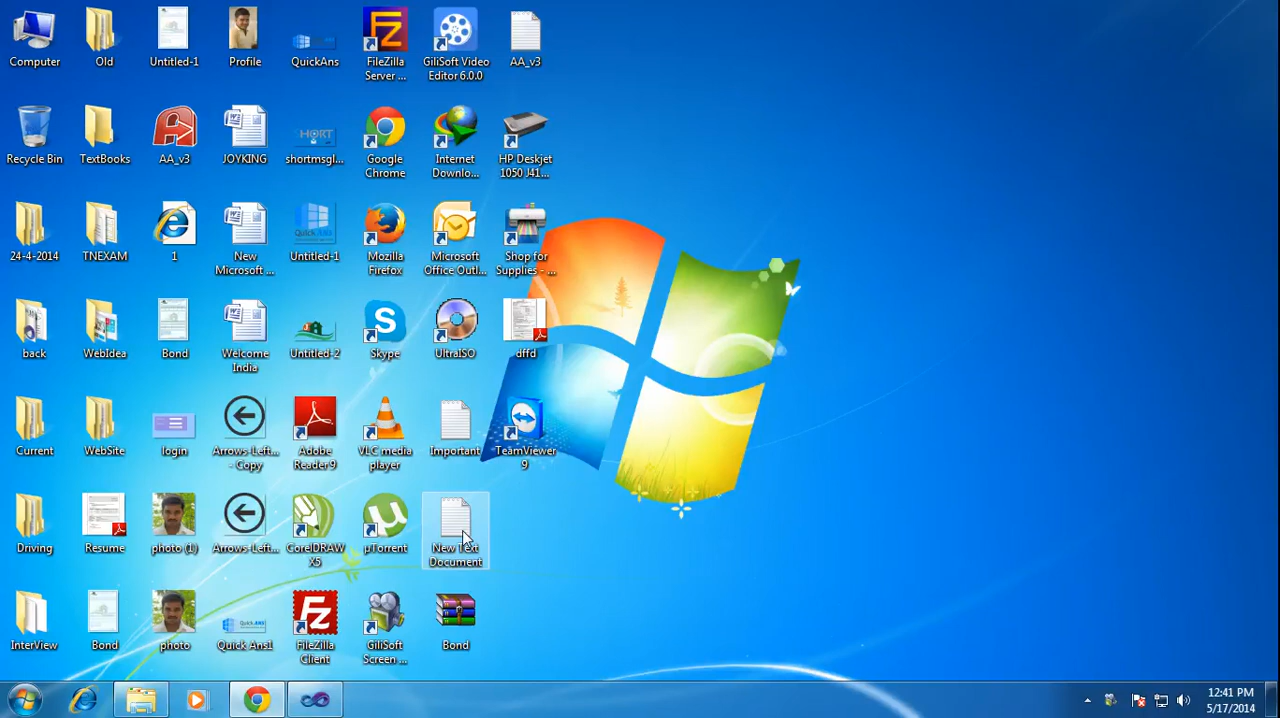 Computer
Old
Untitled-1
Profile
QuickAns
FileZilla
Server ...
GiliSoft Video
Editor 6.0.0
AA_v3
Recycle Bin
TextBooks
AA_v3
JOYKING
SHORT
shortmsgl...
Google
Chrome
Internet
Downlo...
HP Deskjet
1050 J41...
24-4-2014
TNEXAM
1
New
Microsoft ...
QuickANs
Untitled-1
Mozilla
Firefox
Microsoft
Office Outl...
Shop for
Supplies - ...
back
WebIdea
Bond
Welcome
India
Untitled-2
Skype
UltraISO
dffd
Current
WebSite
login
Arrows-Left...
- Copy
Adobe
Reader 9
VLC media
player
Important
TeamViewer
9
Driving
Resume
photo (1)
Arrows-Left...
CorelDRAW
X5
µTorrent
New Text
Document
InterView
Bond
photo
Quick Ans1
FileZilla
Client
GiliSoft
Screen ...
Bond
12:41 PM
5/17/2014